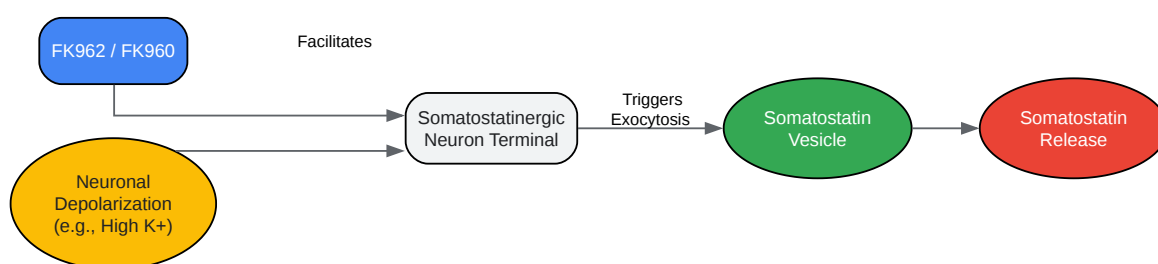 FK962 / FK960
Facilitates
Neuronal
Depolarization
(e.g., High K+)
Somatostatinergic
Neuron Terminal
Triggers
Exocytosis
Somatostatin
Vesicle
Somatostatin
Release